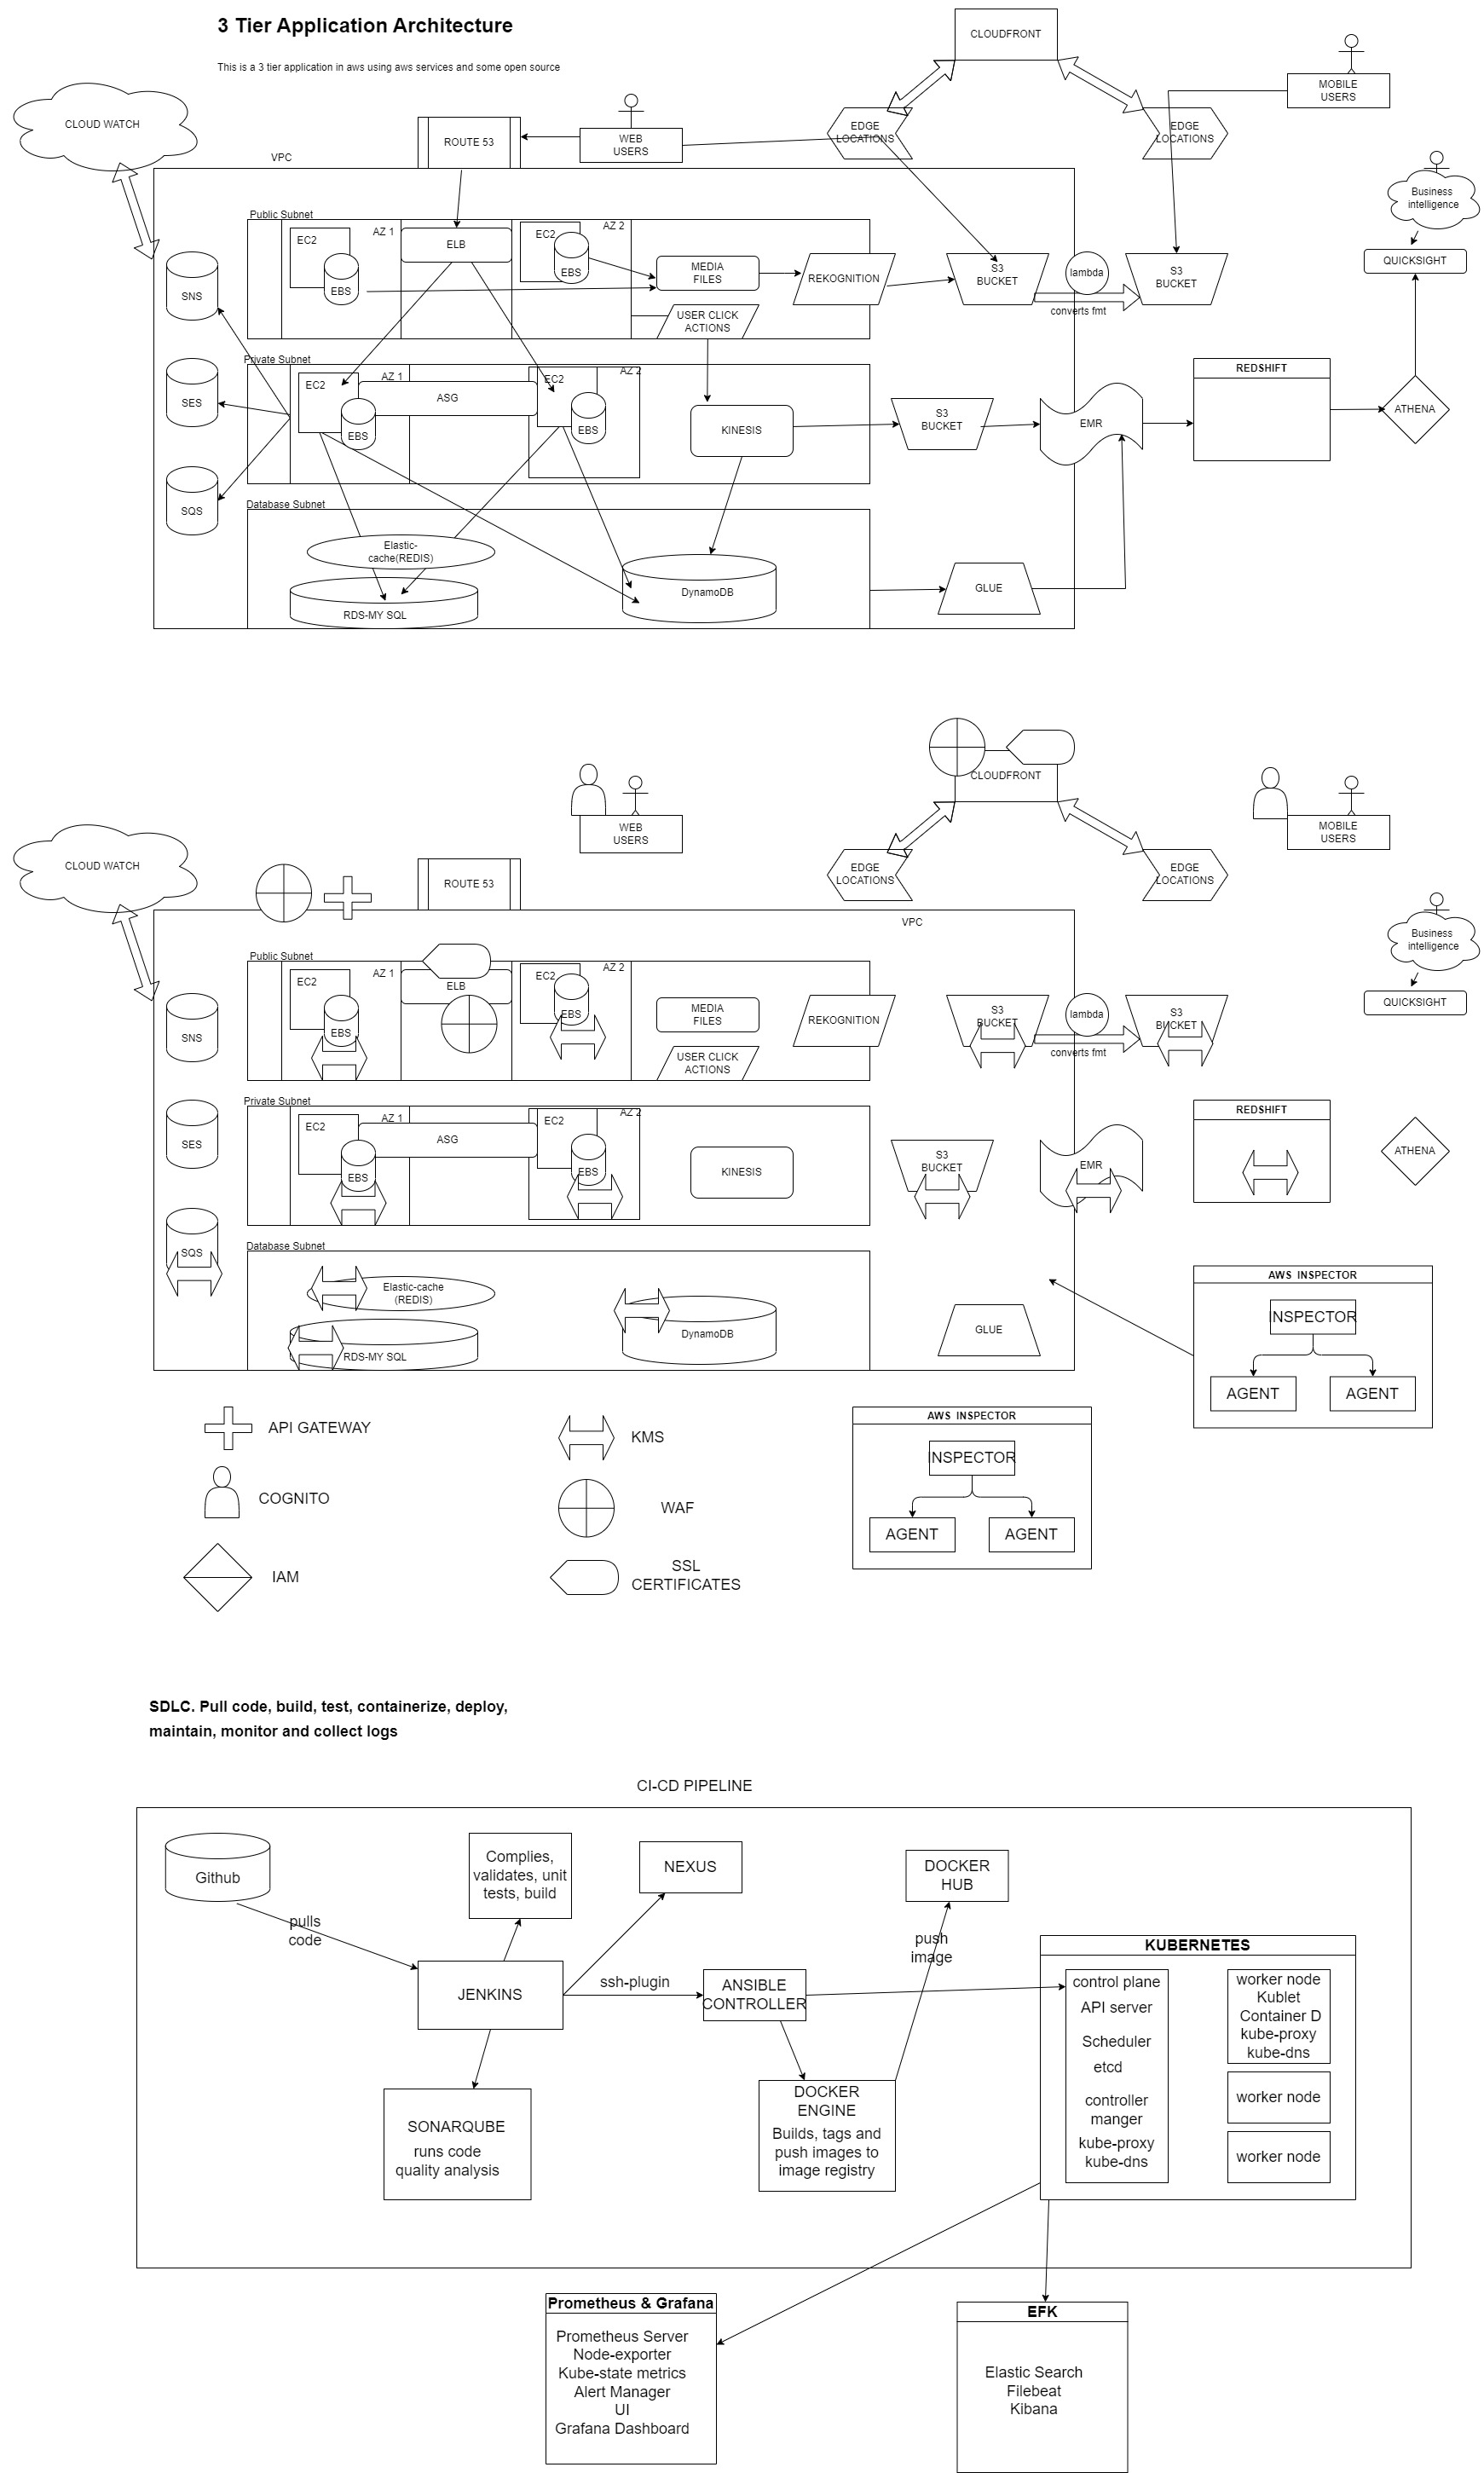 3 Tier Application Architecture
This is a 3 tier application in aws using aws services and some open source
CLOUDFRONT
MOBILE
USERS
CLOUD WATCH
ROUTE 53
WEB
USERS
EDGE
LOCATIONS
EDGE
LOCATIONS
VPC
Business
intelligence
QUICKSIGHT
Public Subnet
EC2
AZ 1
EBS
ELB
EC2
AZ 2
EBS
MEDIA
FILES
REKOGNITION
USER CLICK
ACTIONS
S3
BUCKET
lambda
converts fmt
S3
BUCKET
SNS
Private Subnet
EC2
AZ 1
EBS
ASG
EC2
AZ 2
EBS
KINESIS
S3
BUCKET
EMR
REDSHIFT
ATHENA
SES
SQS
Database Subnet
Elastic-
cache(REDIS)
RDS-MY SQL
DynamoDB
GLUE
CLOUDFRONT
WEB
USERS
MOBILE
USERS
CLOUD WATCH
ROUTE 53
EDGE
LOCATIONS
EDGE
LOCATIONS
VPC
Business
intelligence
QUICKSIGHT
Public Subnet
EC2
AZ 1
EBS
ELB
EC2
AZ 2
EBS
MEDIA
FILES
REKOGNITION
USER CLICK
ACTIONS
S3
BUCKET
lambda
converts fmt
S3
BUCKET
SNS
Private Subnet
EC2
AZ 1
EBS
ASG
EC2
AZ 2
EBS
KINESIS
S3
BUCKET
EMR
REDSHIFT
ATHENA
SES
SQS
Database Subnet
Elastic-cache
(REDIS)
RDS-MY SQL
DynamoDB
GLUE
AWS INSPECTOR
INSPECTOR
AGENT
AGENT
API GATEWAY
KMS
COGNITO
WAF
IAM
SSL
CERTIFICATES
AWS INSPECTOR
INSPECTOR
AGENT
AGENT
SDLC. Pull code, build, test, containerize, deploy,
maintain, monitor and collect logs
CI-CD PIPELINE
Github
pulls
code
Complies,
validates, unit
tests, build
NEXUS
DOCKER
HUB
push
image
JENKINS
ssh-plugin
ANSIBLE
CONTROLLER
KUBERNETES
control plane
API server
Scheduler
etcd
controller
manger
kube-proxy
kube-dns
worker node
Kublet
Container D
kube-proxy
kube-dns
worker node
worker node
SONARQUBE
runs code
quality analysis
DOCKER
ENGINE
Builds, tags and
push images to
image registry
Prometheus & Grafana
Prometheus Server
Node-exporter
Kube-state metrics
Alert Manager
UI
Grafana Dashboard
EFK
Elastic Search
Filebeat
Kibana